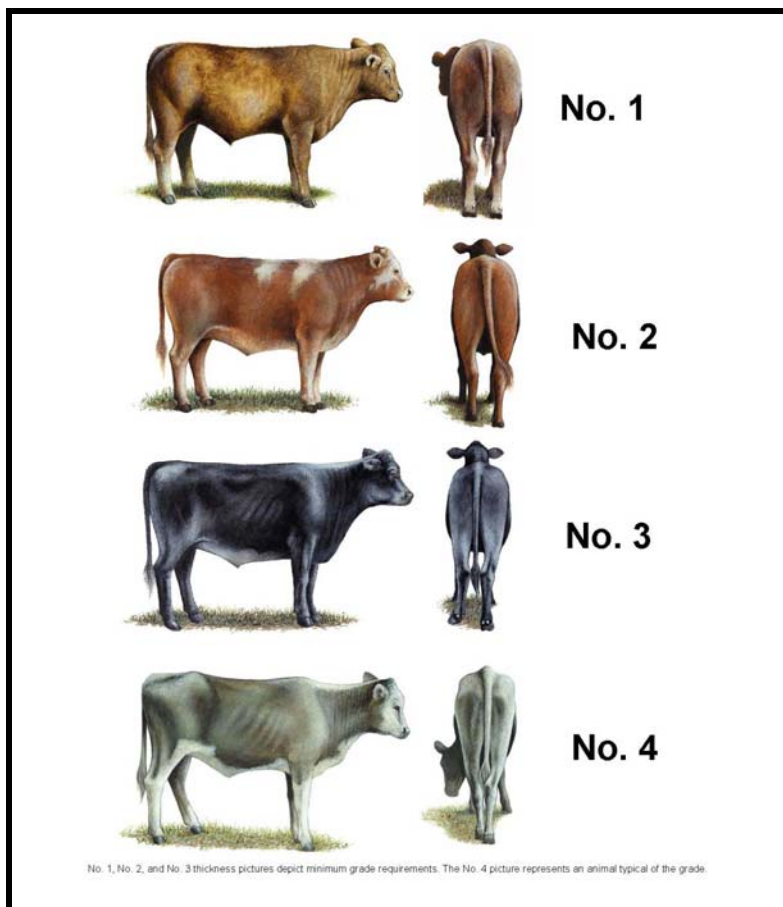 No. 1
No. 2
No. 3
No. 4
No. 1, No. 2, and No. 3 thickness pictures depict minimum grade requirements. The No. 4 picture represents an animal typical of the grade.